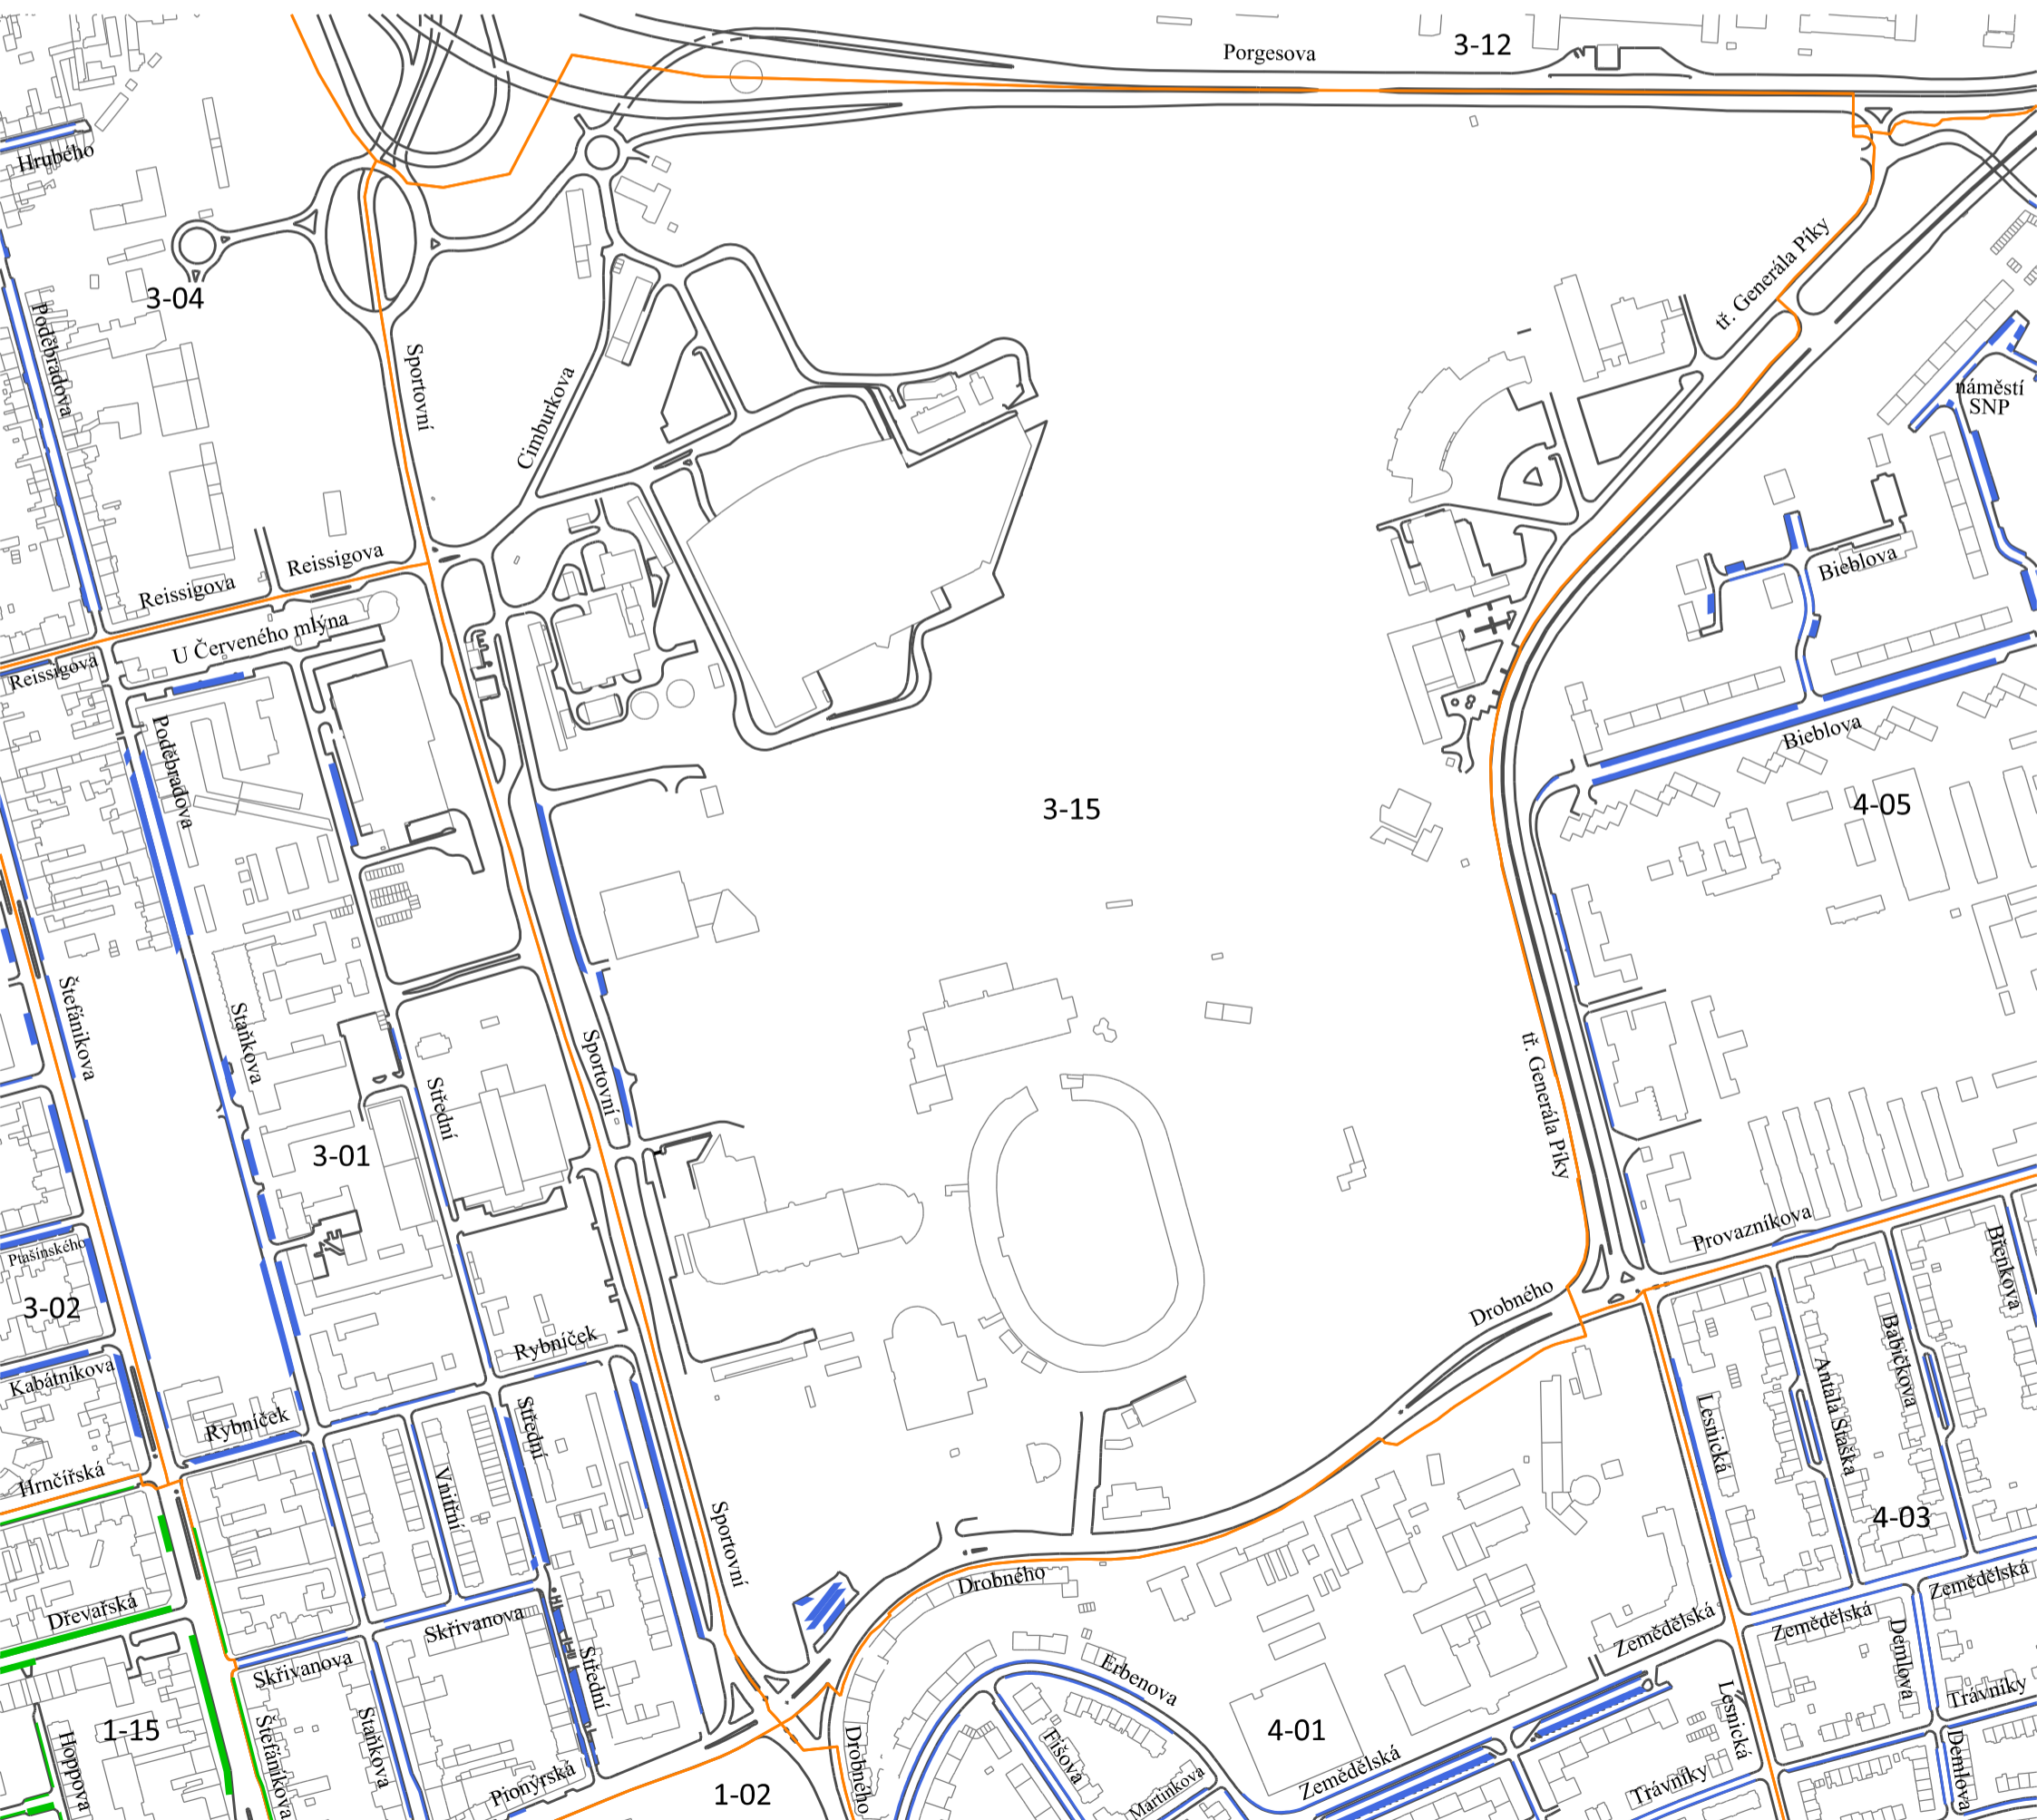 3-12
Porgesova
Hrubého
tř. Generála Píky
3-04
Poděbradova
Sportovní
Cimburkova
náměstí
SNP
Reissigova
Reissigova
Bieblova
U Červeného mlýna
Reissigova
Poděbradova
Bieblova
3-15
4-05
Štefánikova
Staňkova
Sportovní
tř. Generála Píky
Střední
3-01
Provazníkova
Ptašínského
Břenkova
3-02
Drobného
Rybníček
Babičkova
Kabátníkova
Antala Staška
Lesnická
Střední
Rybníček
Hrnčířská
Vnitřní
Sportovní
4-03
Drobného
Zemědělská
Dřevařská
Skřivanova
Zemědělská
Zemědělská
Demlova
Skřivanova
Střední
Erbenova
Trávníky
Lesnická
1-15
Hoppova
Štefánikova
Staňkova
Drobného
Fišova
4-01
Demlova
Zemědělská
Pionýrská
Martinkova
Trávníky
1-02